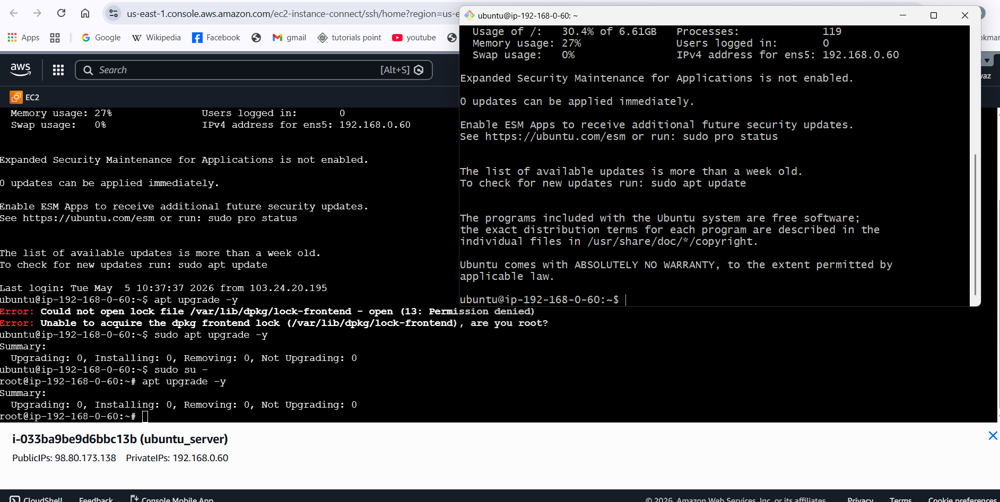 us-east-1.console.aws.amazon.com/ec2-instance-connect/ssh/home?region=us-e
Apps
Google
Wikipedia
Facebook
gmail
tutorials point
youtube
aws
Search
[Alt+S]
EC2
Memory usage: 27%               Users logged in:       0
Swap usage:   0%                IPv4 address for ens5: 192.168.0.60
Expanded Security Maintenance for Applications is not enabled.
0 updates can be applied immediately.
Enable ESM Apps to receive additional future security updates.
See https://ubuntu.com/esm or run: sudo pro status
The list of available updates is more than a week old.
To check for new updates run: sudo apt update
Last login: Tue May  5 10:37:37 2026 from 103.24.20.195
ubuntu@ip-192-168-0-60:~$ apt upgrade -y
Error: Could not open lock file /var/lib/dpkg/lock-frontend - open (13: Permission denied)
Error: Unable to acquire the dpkg frontend lock (/var/lib/dpkg/lock-frontend), are you root?
ubuntu@ip-192-168-0-60:~$ sudo apt upgrade -y
Summary:
Upgrading: 0, Installing: 0, Removing: 0, Not Upgrading: 0
ubuntu@ip-192-168-0-60:~$ sudo su -
root@ip-192-168-0-60:~# apt upgrade -y
Summary:
Upgrading: 0, Installing: 0, Removing: 0, Not Upgrading: 0
root@ip-192-168-0-60:~#
ubuntu@ip-192-168-0-60: ~
Usage of /:   30.4% of 6.61GB   Processes:             119
Memory usage: 27%               Users logged in:       0
Swap usage:   0%                IPv4 address for ens5: 192.168.0.60
Expanded Security Maintenance for Applications is not enabled.
0 updates can be applied immediately.
Enable ESM Apps to receive additional future security updates.
See https://ubuntu.com/esm or run: sudo pro status
The list of available updates is more than a week old.
To check for new updates run: sudo apt update
The programs included with the Ubuntu system are free software;
the exact distribution terms for each program are described in the
individual files in /usr/share/doc/*/copyright.
Ubuntu comes with ABSOLUTELY NO WARRANTY, to the extent permitted by
applicable law.
ubuntu@ip-192-168-0-60:~$
i-033ba9be9d6bbc13b (ubuntu_server)
PublicIPs: 98.80.173.138    PrivateIPs: 192.168.0.60
CloudShell
Feedback
Console Mobile App
© 2026, Amazon Web Services, Inc. or its affiliates.
Privacy
Terms
Cookie preferences